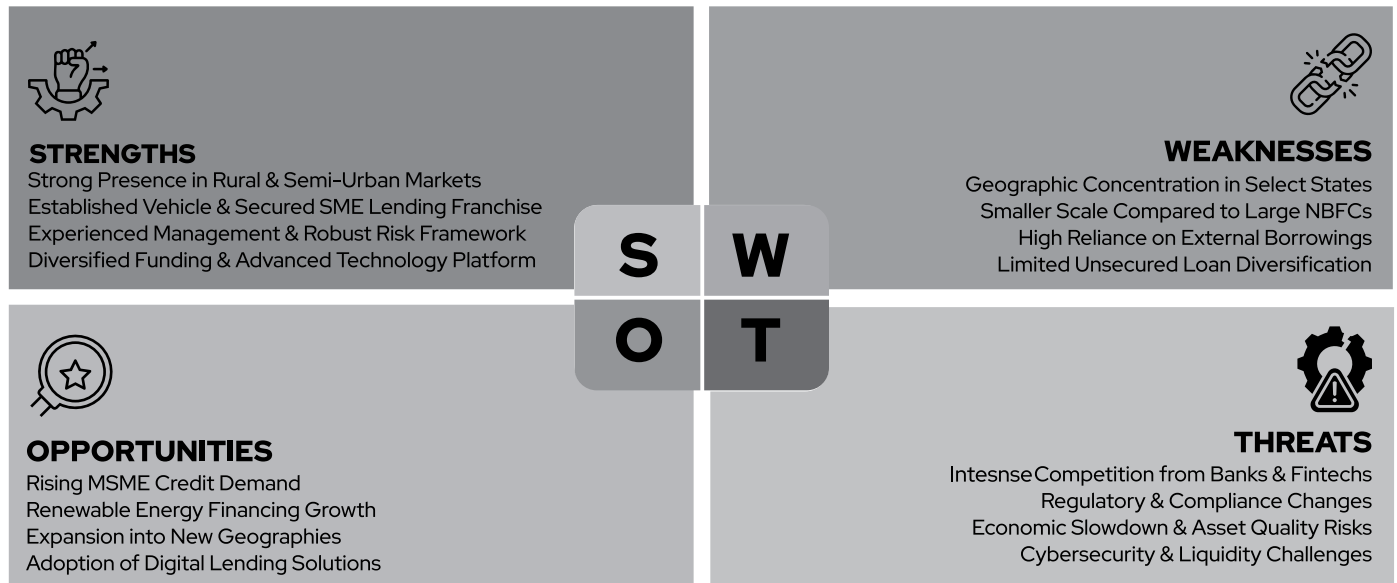 STRENGTHS
Strong Presence in Rural & Semi-Urban Markets
Established Vehicle & Secured SME Lending Franchise
Experienced Management & Robust Risk Framework
Diversified Funding & Advanced Technology Platform
WEAKNESSES
Geographic Concentration in Select States
Smaller Scale Compared to Large NBFCs
High Reliance on External Borrowings
Limited Unsecured Loan Diversification
S W
O T
OPPORTUNITIES
Rising MSME Credit Demand
Renewable Energy Financing Growth
Expansion into New Geographies
Adoption of Digital Lending Solutions
THREATS
Intesnse Competition from Banks & Fintechs
Regulatory & Compliance Changes
Economic Slowdown & Asset Quality Risks
Cybersecurity & Liquidity Challenges